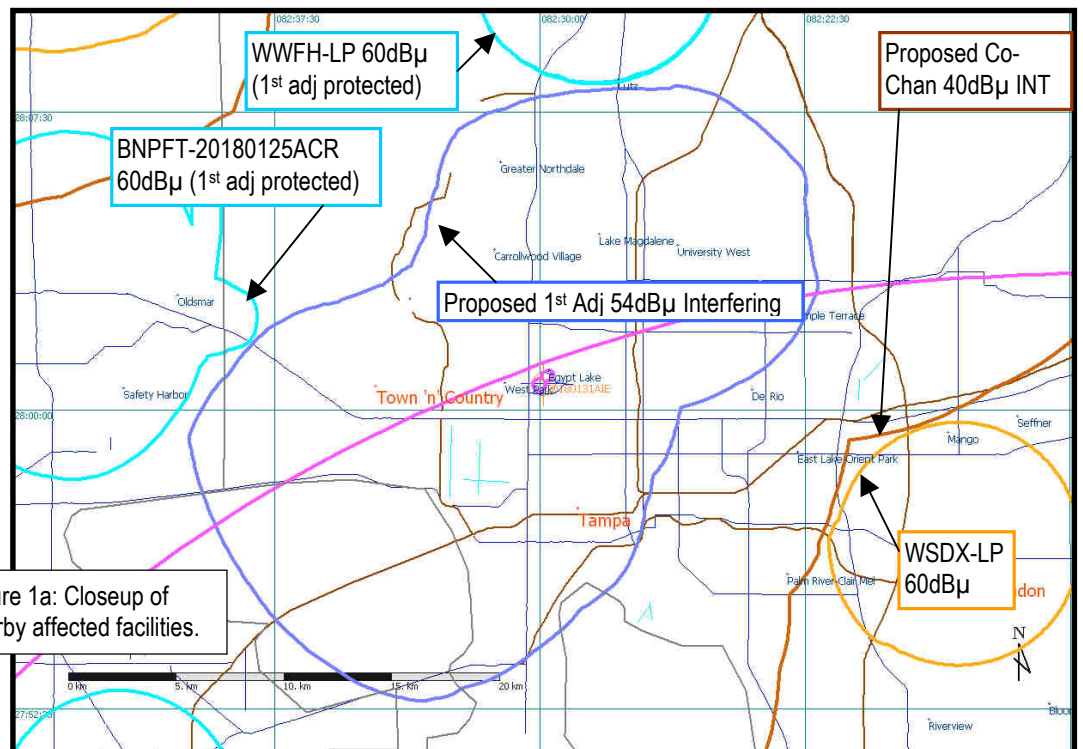 082:37:30
082:30:00
082:22:30
WWFH-LP 60dBµ
(1st adj protected)
Proposed Co-
Chan 40dBµ INT
Lutz
28:07:30
BNPFT-20180125ACR
60dBµ (1st adj protected)
Greater Northdale
Lake Magdalene
University West
Carrollwood Village
Oldsmar
Proposed 1st Adj 54dBµ Interfering
mple Terrace
Egypt Lake
West Park
20180131AIE
Safety Harbor
Town 'n' Country
Del Rio
28:00:00
Seffner
Mango
East Lake Orient Park
Tampa
WSDX-LP
60dBµ
Palm River-Clair Mel
don
ure 1a: Closeup of
rby affected facilities.
N
0 km
5. km
10. km
15. km
20 km
27:52:30
Bloo
Riverview